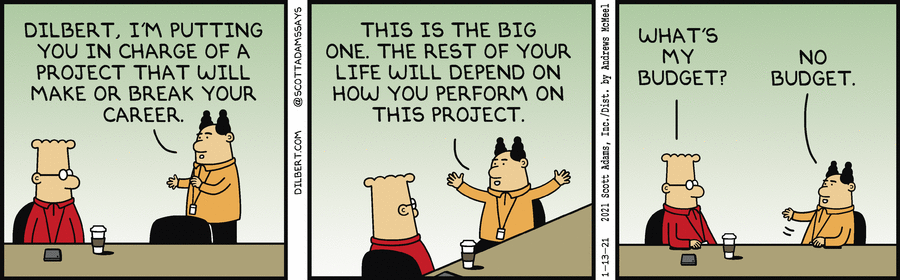 DILBERT, I'M PUTTING
YOU IN CHARGE OF A
PROJECT THAT WILL
MAKE OR BREAK YOUR
CAREER.
DILBERT.COM @SCOTTADAMSSAYS
THIS IS THE BIG
ONE. THE REST OF YOUR
LIFE WILL DEPEND ON
HOW YOU PERFORM ON
THIS PROJECT.
1-13-21 2021 Scott Adams, Inc./Dist. by Andrews McMeel
WHAT'S
MY
BUDGET?
NO
BUDGET.